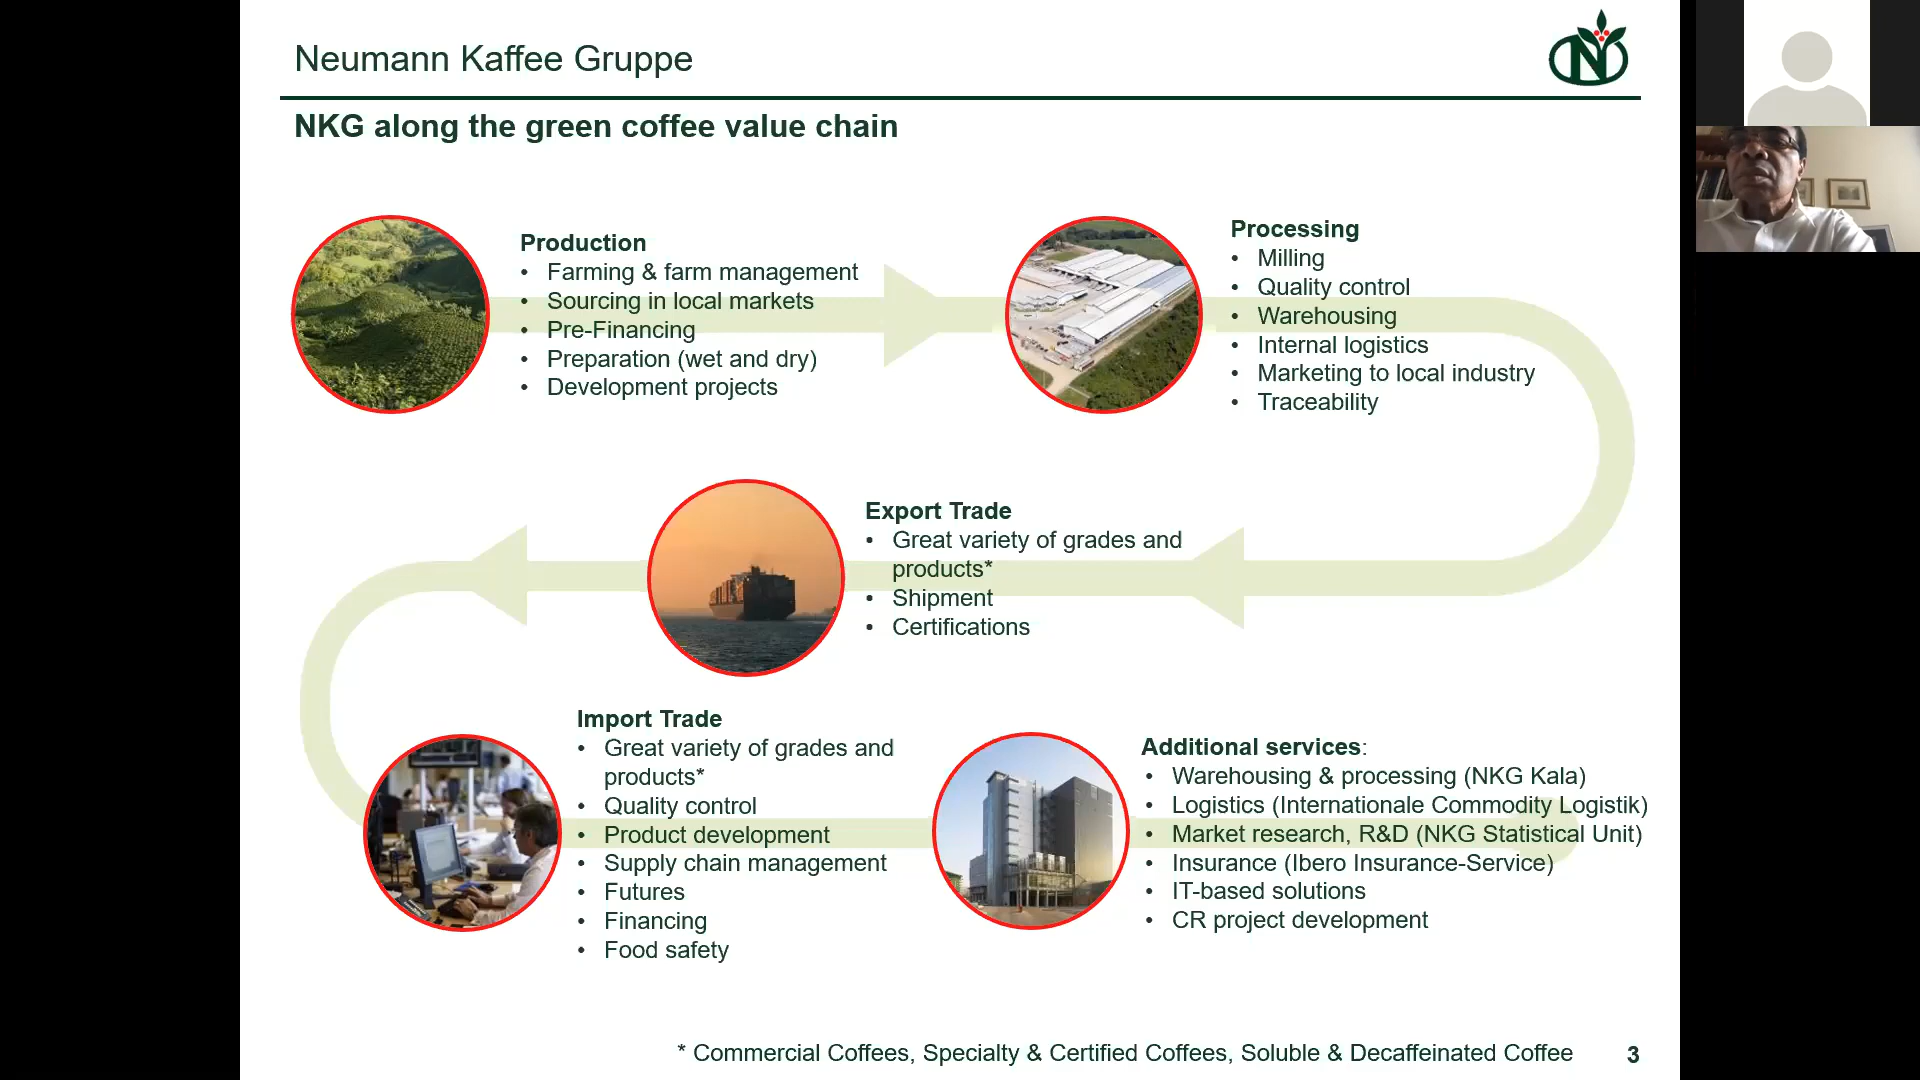 Neumann Kaffee Gruppe
N
NKG along the green coffee value chain
Production
• Farming & farm management
• Sourcing in local markets
• Pre-Financing
• Preparation (wet and dry)
• Development projects
Processing
• Milling
• Quality control
• Warehousing
• Internal logistics
• Marketing to local industry
• Traceability
Export Trade
• Great variety of grades and
products*
• Shipment
• Certifications
Import Trade
• Great variety of grades and
products*
• Quality control
• Product development
• Supply chain management
• Futures
• Financing
• Food safety
Additional services:
• Warehousing & processing (NKG Kala)
• Logistics (Internationale Commodity Logistik)
• Market research, R&D (NKG Statistical Unit)
• Insurance (Ibero Insurance-Service)
• IT-based solutions
• CR project development
* Commercial Coffees, Specialty & Certified Coffees, Soluble & Decaffeinated Coffee
3